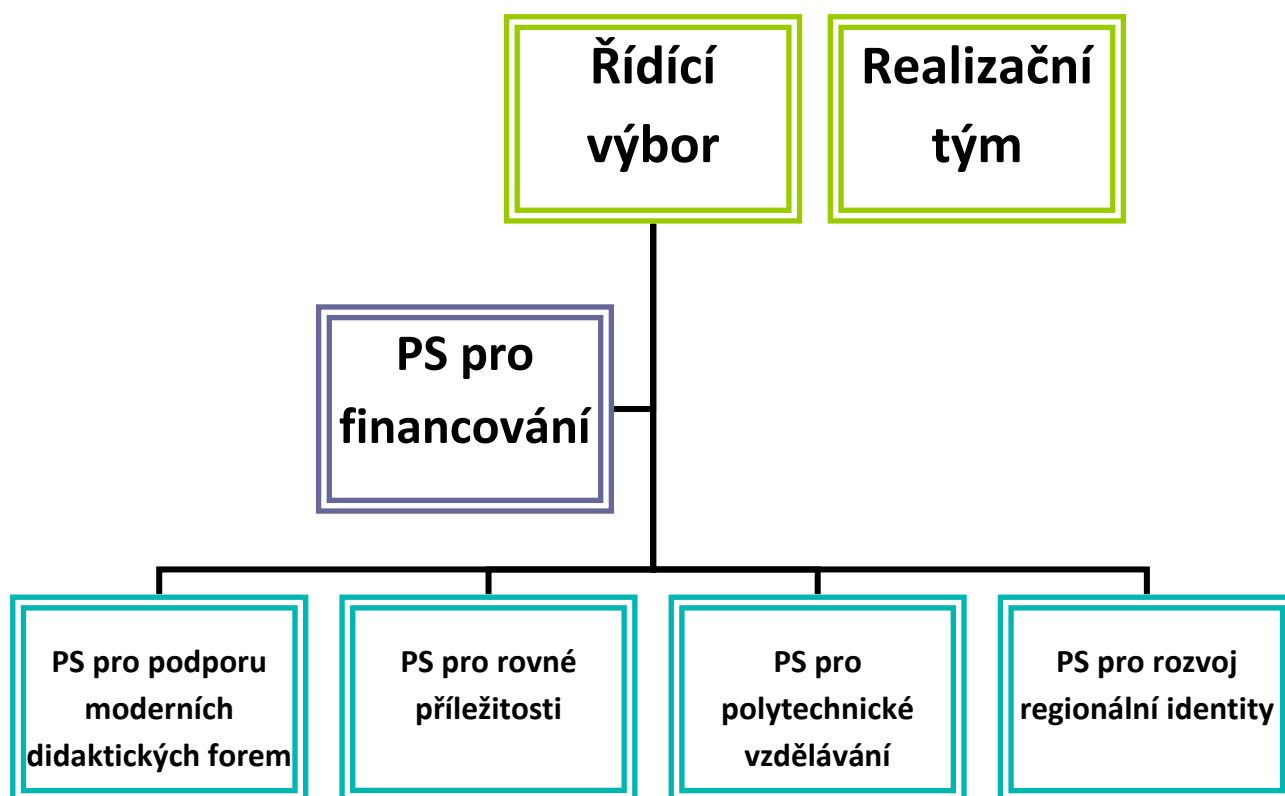 Řídící
výbor
Realizační
tým
PS pro
financování
PS pro podporu
moderních
didaktických forem
PS pro rovné
příležitosti
PS pro
polytechnické
vzdělávání
PS pro rozvoj
regionální identity